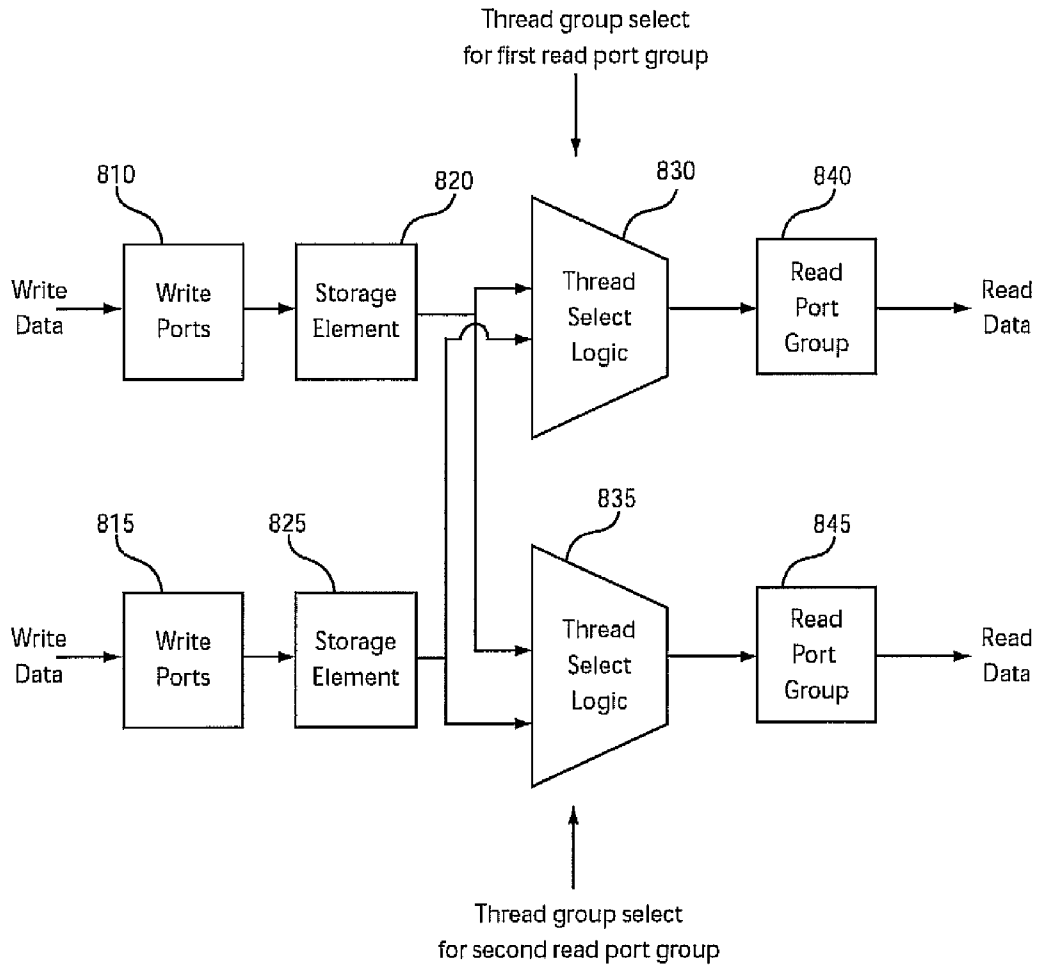 Thread group select
for first read port group
810
820
830
840
Write
Data
Write
Ports
Storage
Element
Thread
Select
Logic
Read
Port
Group
Read
Data
815
825
835
845
Write
Data
Write
Ports
Storage
Element
Thread
Select
Logic
Read
Port
Group
Read
Data
Thread group select
for second read port group